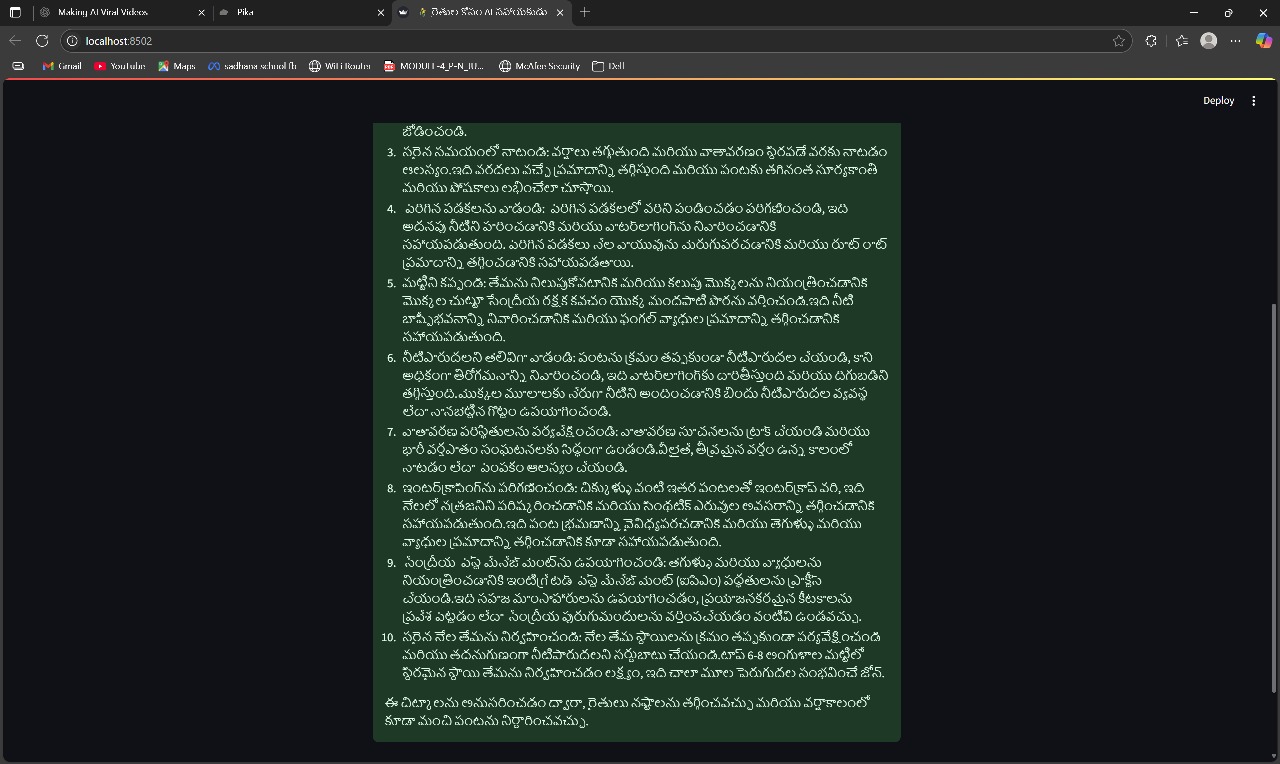 Making AI Viral Videos
Pika
రైతుల కోసం AI సహాయకుడు
localhost:8502
Gmail
YouTube
Maps
sadhana school fb
WiFi Router
MODULE-4_P-N_JU...
McAfee Security
Dell
Deploy
జోడించండి.
3. సరైన సమయంలో నాటండి: వర్షాలు తగ్గుతుంది మరియు వాతావరణం స్థిరపడే వరకు నాటడం
ఆలస్యం.ఇది వరదలు వచ్చే ప్రమాదాన్ని తగ్గిస్తుంది మరియు పంటకు తగినంత సూర్యకాంతి
మరియు పోషకాలు లభించేలా చూస్తాయి.
4. పెరిగిన పడకలను వాడండి: పెరిగిన పడకలలో వరిని పండించడం పరిగణించండి, ఇది
అదనపు నీటిని హరించడానికి మరియు వాటర్‌లాగింగ్‌ను నివారించడానికి
సహాయపడుతుంది. పెరిగిన పడకలు నేల వాయువును మెరుగుపరచడానికి మరియు రూట్ రాట్
ప్రమాదాన్ని తగ్గించడానికి సహాయపడతాయి.
5. మట్టిని కప్పండి: తేమను నిలుపుకోవటానికి మరియు కలుపు మొక్కలను నియంత్రించడానికి
మొక్కల చుట్టూ సేంద్రీయ రక్షక కవచం యొక్క మందపాటి పొరను వర్తించండి.ఇది నీటి
బాష్పీభవనాన్ని నివారించడానికి మరియు ఫంగల్ వ్యాధుల ప్రమాదాన్ని తగ్గించడానికి
సహాయపడుతుంది.
6. నీటిపారుదలని తెలివిగా వాడండి: పంటను క్రమం తప్పకుండా నీటిపారుదల చేయండి, కాని
అధికంగా తిరోగమనాన్ని నివారించండి, ఇది వాటర్‌లాగింగ్‌కు దారితీస్తుంది మరియు దిగుబడిని
తగ్గిస్తుంది.మొక్కల మూలాలకు నేరుగా నీటిని అందించడానికి బిందు నీటిపారుదల వ్యవస్థ
లేదా నానబెట్టిన గొట్టం ఉపయోగించండి.
7. వాతావరణ పరిస్థితులను పర్యవేక్షించండి: వాతావరణ సూచనలను ట్రాక్ చేయండి మరియు
భారీ వర్షపాతం సంఘటనలకు సిద్ధంగా ఉండండి.వీలైతే, తీవ్రమైన వర్షం ఉన్న కాలంలో
నాటడం లేదా పెంపకం ఆలస్యం చేయండి.
8. ఇంటర్‌క్రాపింగ్‌ను పరిగణించండి: చిక్కుళ్ళు వంటి ఇతర పంటలతో ఇంటర్‌క్రాప్ వరి, ఇది
నేలలో నత్రజనిని పరిష్కరించడానికి మరియు సింథటిక్ ఎరువుల అవసరాన్ని తగ్గించడానికి
సహాయపడుతుంది.ఇది పంట భ్రమణాన్ని వైవిధ్యపరచడానికి మరియు తెగుళ్ళు మరియు
వ్యాధుల ప్రమాదాన్ని తగ్గించడానికి కూడా సహాయపడుతుంది.
9. సేంద్రీయ పెస్ట్ మేనేజ్‌మెంట్‌ను ఉపయోగించండి: తెగుళ్ళు మరియు వ్యాధులను
నియంత్రించడానికి ఇంటిగ్రేటెడ్ పెస్ట్ మేనేజ్‌మెంట్ (ఐపిఎం) పద్ధతులను ప్రాక్టీస్
చేయండి.ఇది సహజ మాంసాహారులను ఉపయోగించడం, ప్రయోజనకరమైన కీటకాలను
ప్రవేశ పెట్టడం లేదా సేంద్రీయ పురుగుమందులను వర్తింపచేయడం వంటివి ఉండవచ్చు.
10. సరైన నేల తేమను నిర్వహించండి: నేల తేమ స్థాయిలను క్రమం తప్పకుండా పర్యవేక్షించండి
మరియు తదనుగుణంగా నీటిపారుదలని సర్దుబాటు చేయండి.టాప్ 6-8 అంగుళాల మట్టిలో
స్థిరమైన స్థాయి తేమను నిర్వహించడం లక్ష్యం, ఇది చాలా మూల పెరుగుదల సంభవించే జోన్.
ఈ చిట్కాలను అనుసరించడం ద్వారా, రైతులు నష్టాలను తగ్గించవచ్చు మరియు వర్షాకాలంలో
కూడా మంచి పంటను నిర్ధారించవచ్చు.